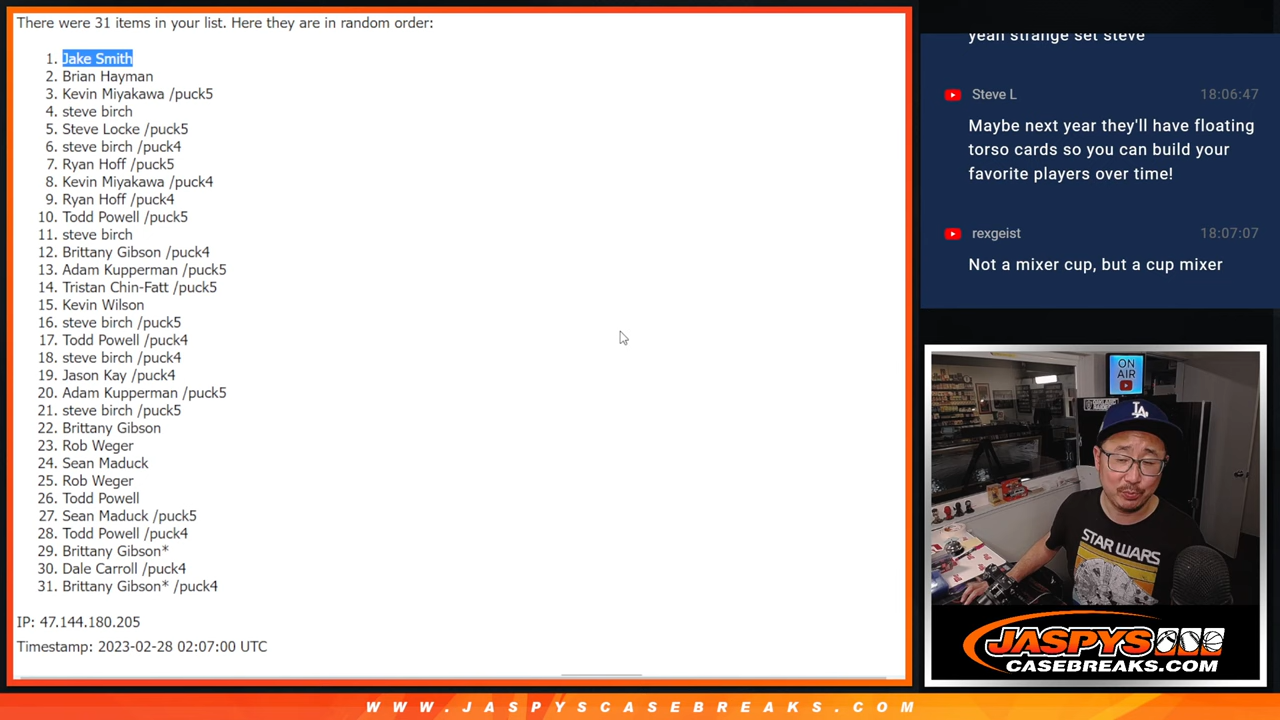 There were 31 items in your list. Here they are in random order:
1. Jake Smith
2. Brian Hayman
3. Kevin Miyakawa /puck5
4. steve birch
5. Steve Locke /puck5
6. steve birch /puck4
7. Ryan Hoff /puck5
8. Kevin Miyakawa /puck4
9. Ryan Hoff /puck4
10. Todd Powell /puck5
11. steve birch
12. Brittany Gibson /puck4
13. Adam Kupperman /puck5
14. Tristan Chin-Fatt /puck5
15. Kevin Wilson
16. steve birch /puck5
17. Todd Powell /puck4
18. steve birch /puck4
19. Jason Kay /puck4
20. Adam Kupperman /puck5
21. steve birch /puck5
22. Brittany Gibson
23. Rob Weger
24. Sean Maduck
25. Rob Weger
26. Todd Powell
27. Sean Maduck /puck5
28. Todd Powell /puck4
29. Brittany Gibson*
30. Dale Carroll /puck4
31. Brittany Gibson* /puck4
IP: 47.144.180.205
Timestamp: 2023-02-28 02:07:00 UTC
yeah strange set steve
Steve L 18:06:47
Maybe next year they'll have floating
torso cards so you can build your
favorite players over time!
rexgeist 18:07:07
Not a mixer cup, but a cup mixer
ON
AIR
LA
STAR WARS
JASPYS
CASEBREAKS.COM
WWW.JASPYSCASEBREAKS.COM